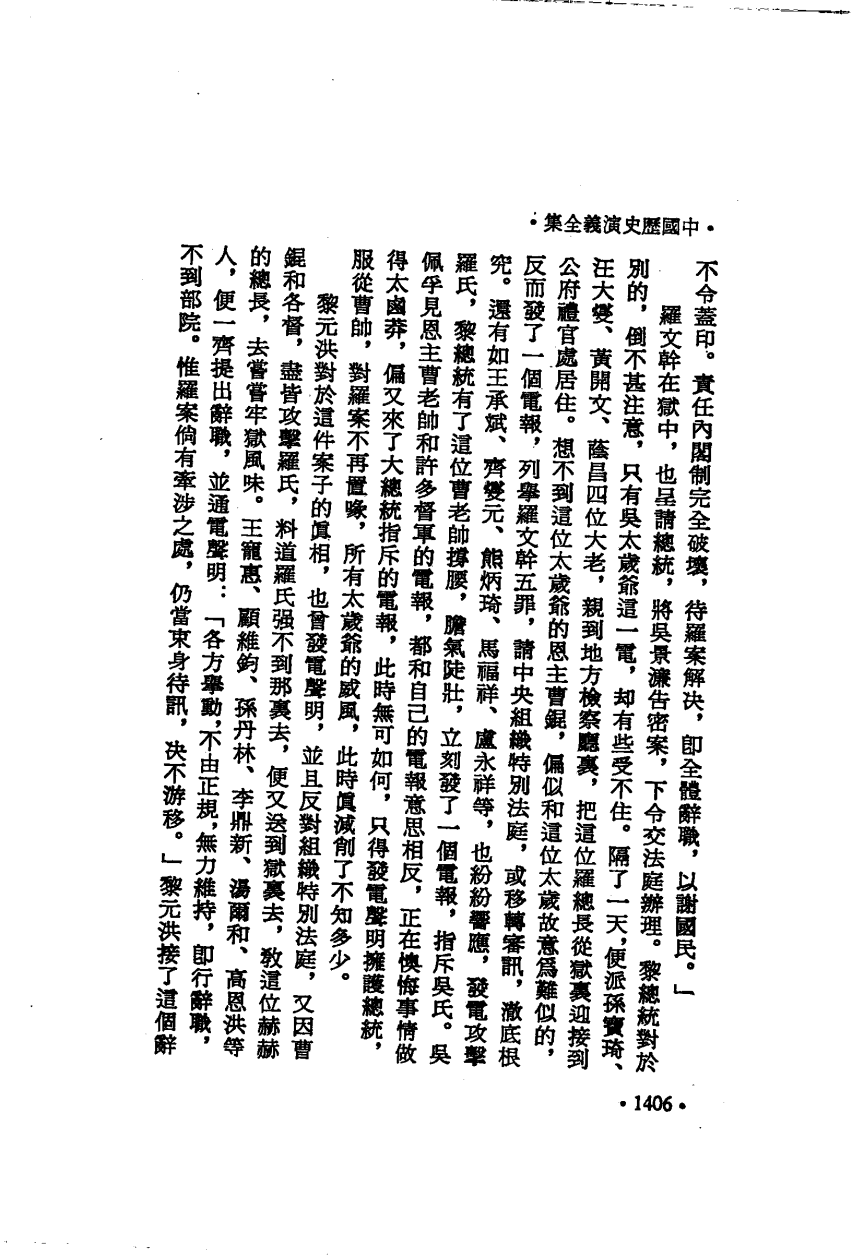 •中國歷史演義全集•
不令蓋印。責任內閣制完全破壞，待羅案解決，卽全體辭職，以謝國民。」
羅文幹在獄中，也呈請總統，將吳景濂告密案，下令交法庭辦理。黎總統對於
別的，倒不甚注意，只有吳太歲爺這一電，却有些受不住。隔了一天，便派孫寶琦、
汪大燮、黃開文、蔭昌四位大老，親到地方檢察廳裏，把這位羅總長從獄裏迎接到
公府禮官處居住。想不到這位太歲爺的恩主曹錕，偏似和這位太歲故意爲難似的，
反而發了一個電報，列舉羅文幹五罪，請中央組織特別法庭，或移轉審訊，澈底根
究。還有如王承斌、齊燮元、熊炳琦、馬福祥、盧永祥等，也紛紛響應，發電攻擊
羅氏，黎總統有了這位曹老帥撐腰，膽氣陡壯，立刻發了一個電報，指斥吳氏。吳
佩孚見恩主曹老帥和許多督軍的電報，都和自己的電報意思相反，正在懊悔事情做
得太鹵莽，偏又來了大總統指斥的電報，此時無可如何，只得發電聲明擁護總統，
服從曹帥，對羅案不再置喙，所有太歲爺的威風，此時眞減削了不知多少。
黎元洪對於這件案子的眞相，也曾發電聲明，並且反對組織特別法庭，又因曹
錕和各督，盡皆攻擊羅氏，料道羅氏强不到那裏去，便又送到獄裏去，敎這位赫赫
的總長，去嘗嘗牢獄風味。王寵惠、顧維鈞、孫丹林、李鼎新、湯爾和、高恩洪等
人，便一齊提出辭職，並通電聲明：「各方舉動，不由正規，無力維持，卽行辭職，
不到部院。惟羅案倘有牽涉之處，仍當束身待訊，決不游移。」黎元洪接了這個辭
•1406•